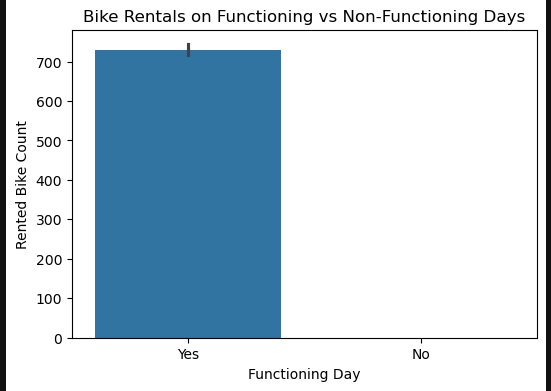 Bike Rentals on Functioning vs Non-Functioning Days
700
600
500
400
300
200
100
0
Rented Bike Count
Yes
No
Functioning Day